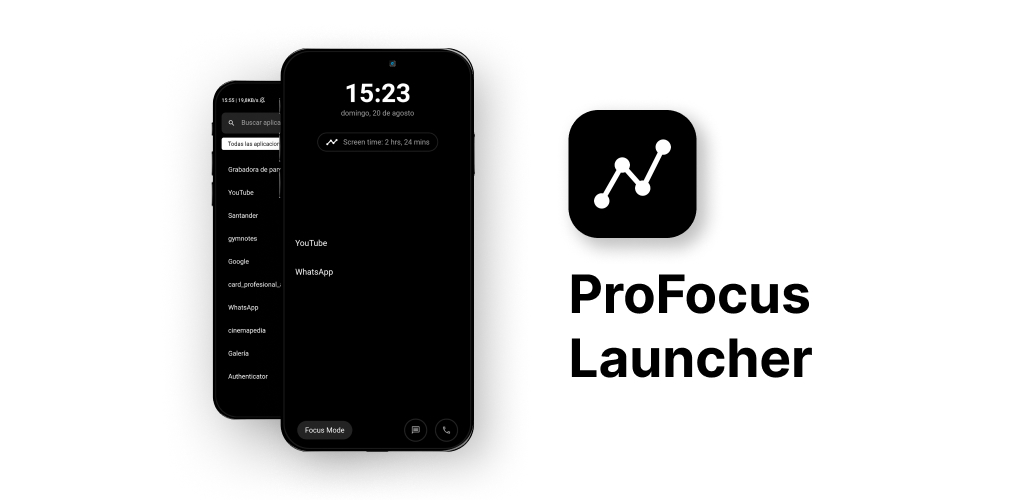 15:55 | 19,8KB/s
Buscar aplica
Todas las aplicacion
Grabadora de pan
YouTube
Santander
gymnotes
Google
card_profesional_
WhatsApp
cinemapedia
Galería
Authenticator
15:23
domingo, 20 de agosto
Screen time: 2 hrs, 24 mins
YouTube
WhatsApp
Focus Mode
ProFocus
Launcher